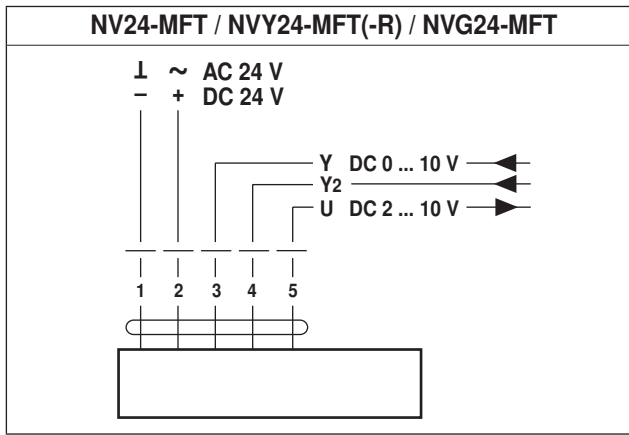 NV24-MFT / NVY24-MFT(-R) / NVG24-MFT
⊥ ~ AC 24 V
– + DC 24 V
Y DC 0 ... 10 V
Y2
U DC 2 ... 10 V
1 2 3 4 5